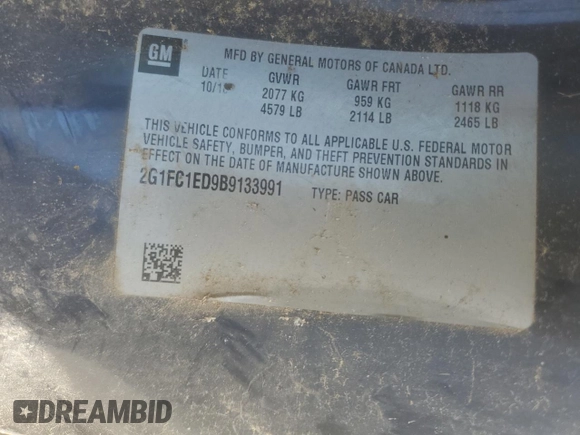 GM
MFD BY GENERAL MOTORS OF CANADA LTD.
DATE GVWR GAWR FRT GAWR RR
2077 KG 959 KG 1118 KG
4579 LB 2114 LB 2465 LB
THIS VEHICLE CONFORMS TO ALL APPLICABLE U.S. FEDERAL MOTOR
VEHICLE SAFETY, BUMPER, AND THEFT PREVENTION STANDARDS IN
EFFECT ON THE DATE OF MANUFACTURE SHOWN ABOVE.
2G1FC1ED9B9133991 TYPE: PASS CAR
DREAMBID